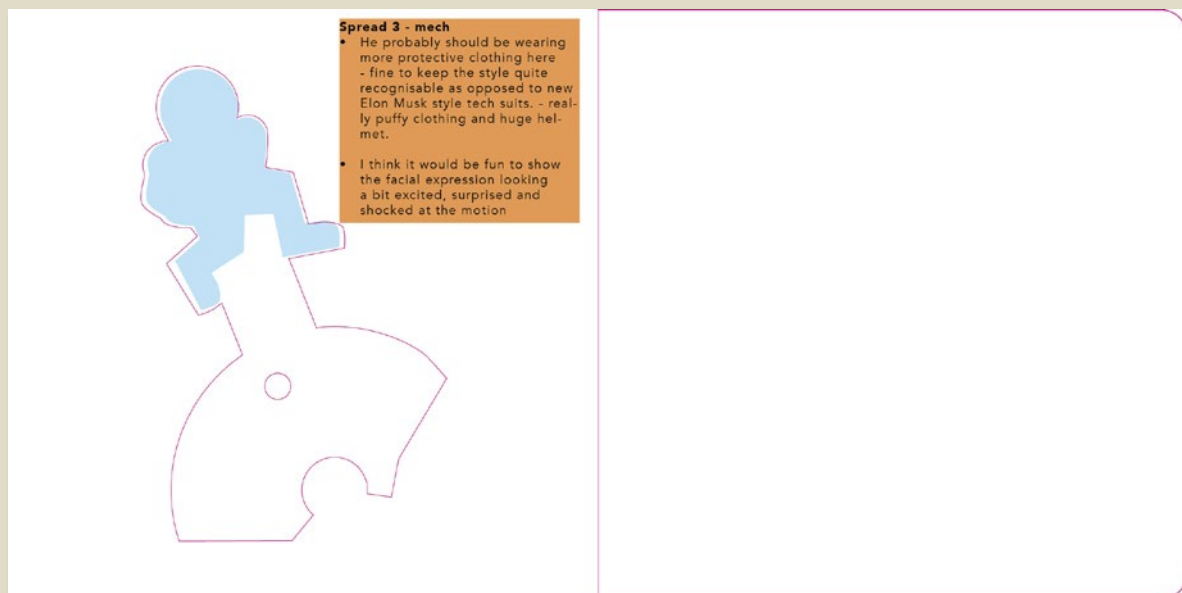 Spread 3 - mech
• He probably should be wearing
more protective clothing here
- fine to keep the style quite
recognisable as opposed to new
Elon Musk style tech suits. - real-
ly puffy clothing and huge hel-
met.
• I think it would be fun to show
the facial expression looking
a bit excited, surprised and
shocked at the motion